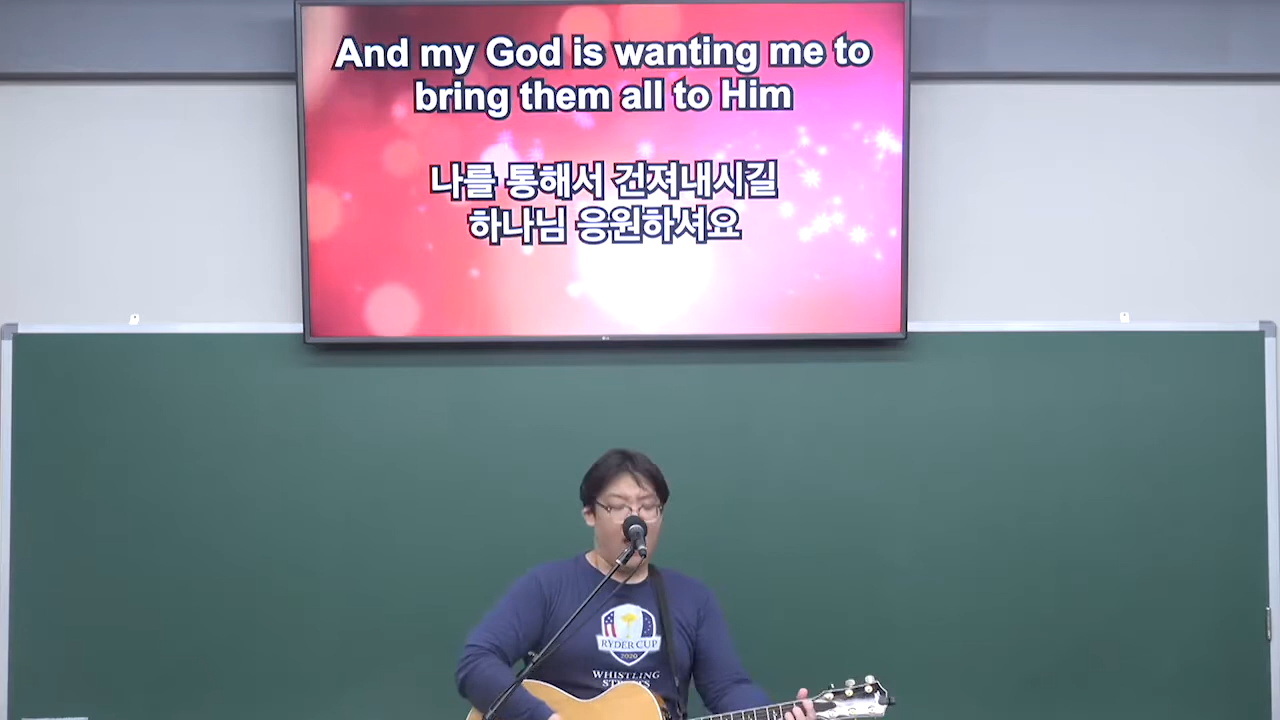 And my God is wanting me to
bring them all to Him
나를 통해서 건져내시길
하나님 응원하셔요
RYDER CUP
2020
WHISTLING